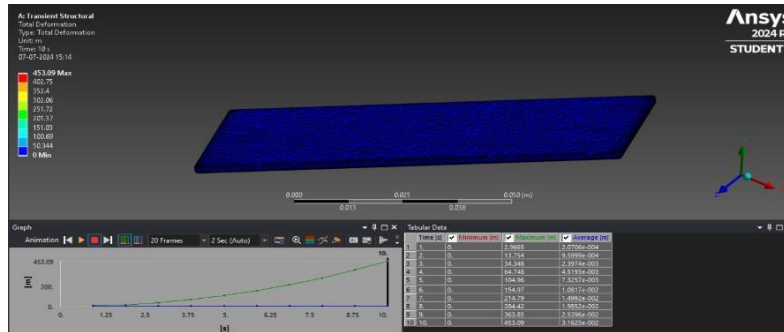 A: Transient Structural
Total Deformation
Type: Total Deformation
Unit: m
Time: 10 s
07-07-2024 15:14
453.09 Max
402.75
352.4
302.06
251.72
201.37
151.03
100.69
50.344
0 Min
Ansys
2024 R
STUDENT
0.000
0.025
0.050 (m)
0.013
0.038
Graph
Animation
20 Frames
2 Sec (Auto)
10.
453.09
[m]
0.
0.
1.25
2.5
3.75
5.
6.25
7.5
8.75
10.
[s]
Tabular Data
Time [s] Minimum [m] Maximum [m] Average [m]
1 1. 0. 2.9665 2.0706e-004
2 2. 0. 13.754 9.5999e-004
3 3. 0. 34.348 2.3974e-003
4 4. 0. 64.748 4.5193e-003
5 5. 0. 104.96 7.3257e-003
6 6. 0. 154.97 1.0817e-002
7 7. 0. 214.79 1.4992e-002
8 8. 0. 284.42 1.9852e-002
9 9. 0. 363.85 2.5396e-002
10 10. 0. 453.09 3.1625e-002